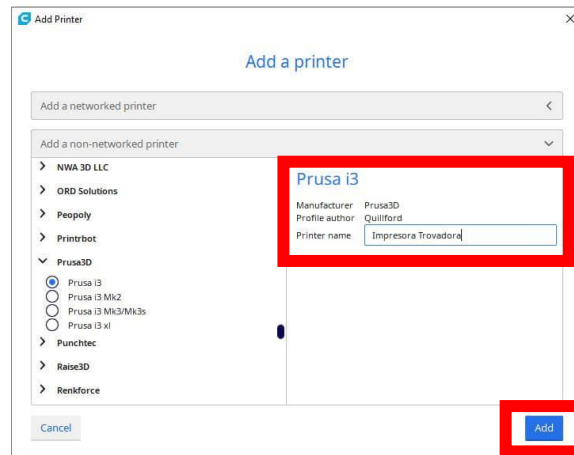 Add Printer
Add a printer
Add a networked printer
Add a non-networked printer
NWA 3D LLC
ORD Solutions
Peopoly
Printrbot
Prusa3D
Prusa i3
Prusa i3 Mk2
Prusa i3 Mk3/Mk3s
Prusa i3 xl
Punchtec
Raise3D
Renkforce
Prusa i3
Manufacturer Prusa3D
Profile author Quillford
Printer name Impresora Trovadora
Cancel
Add